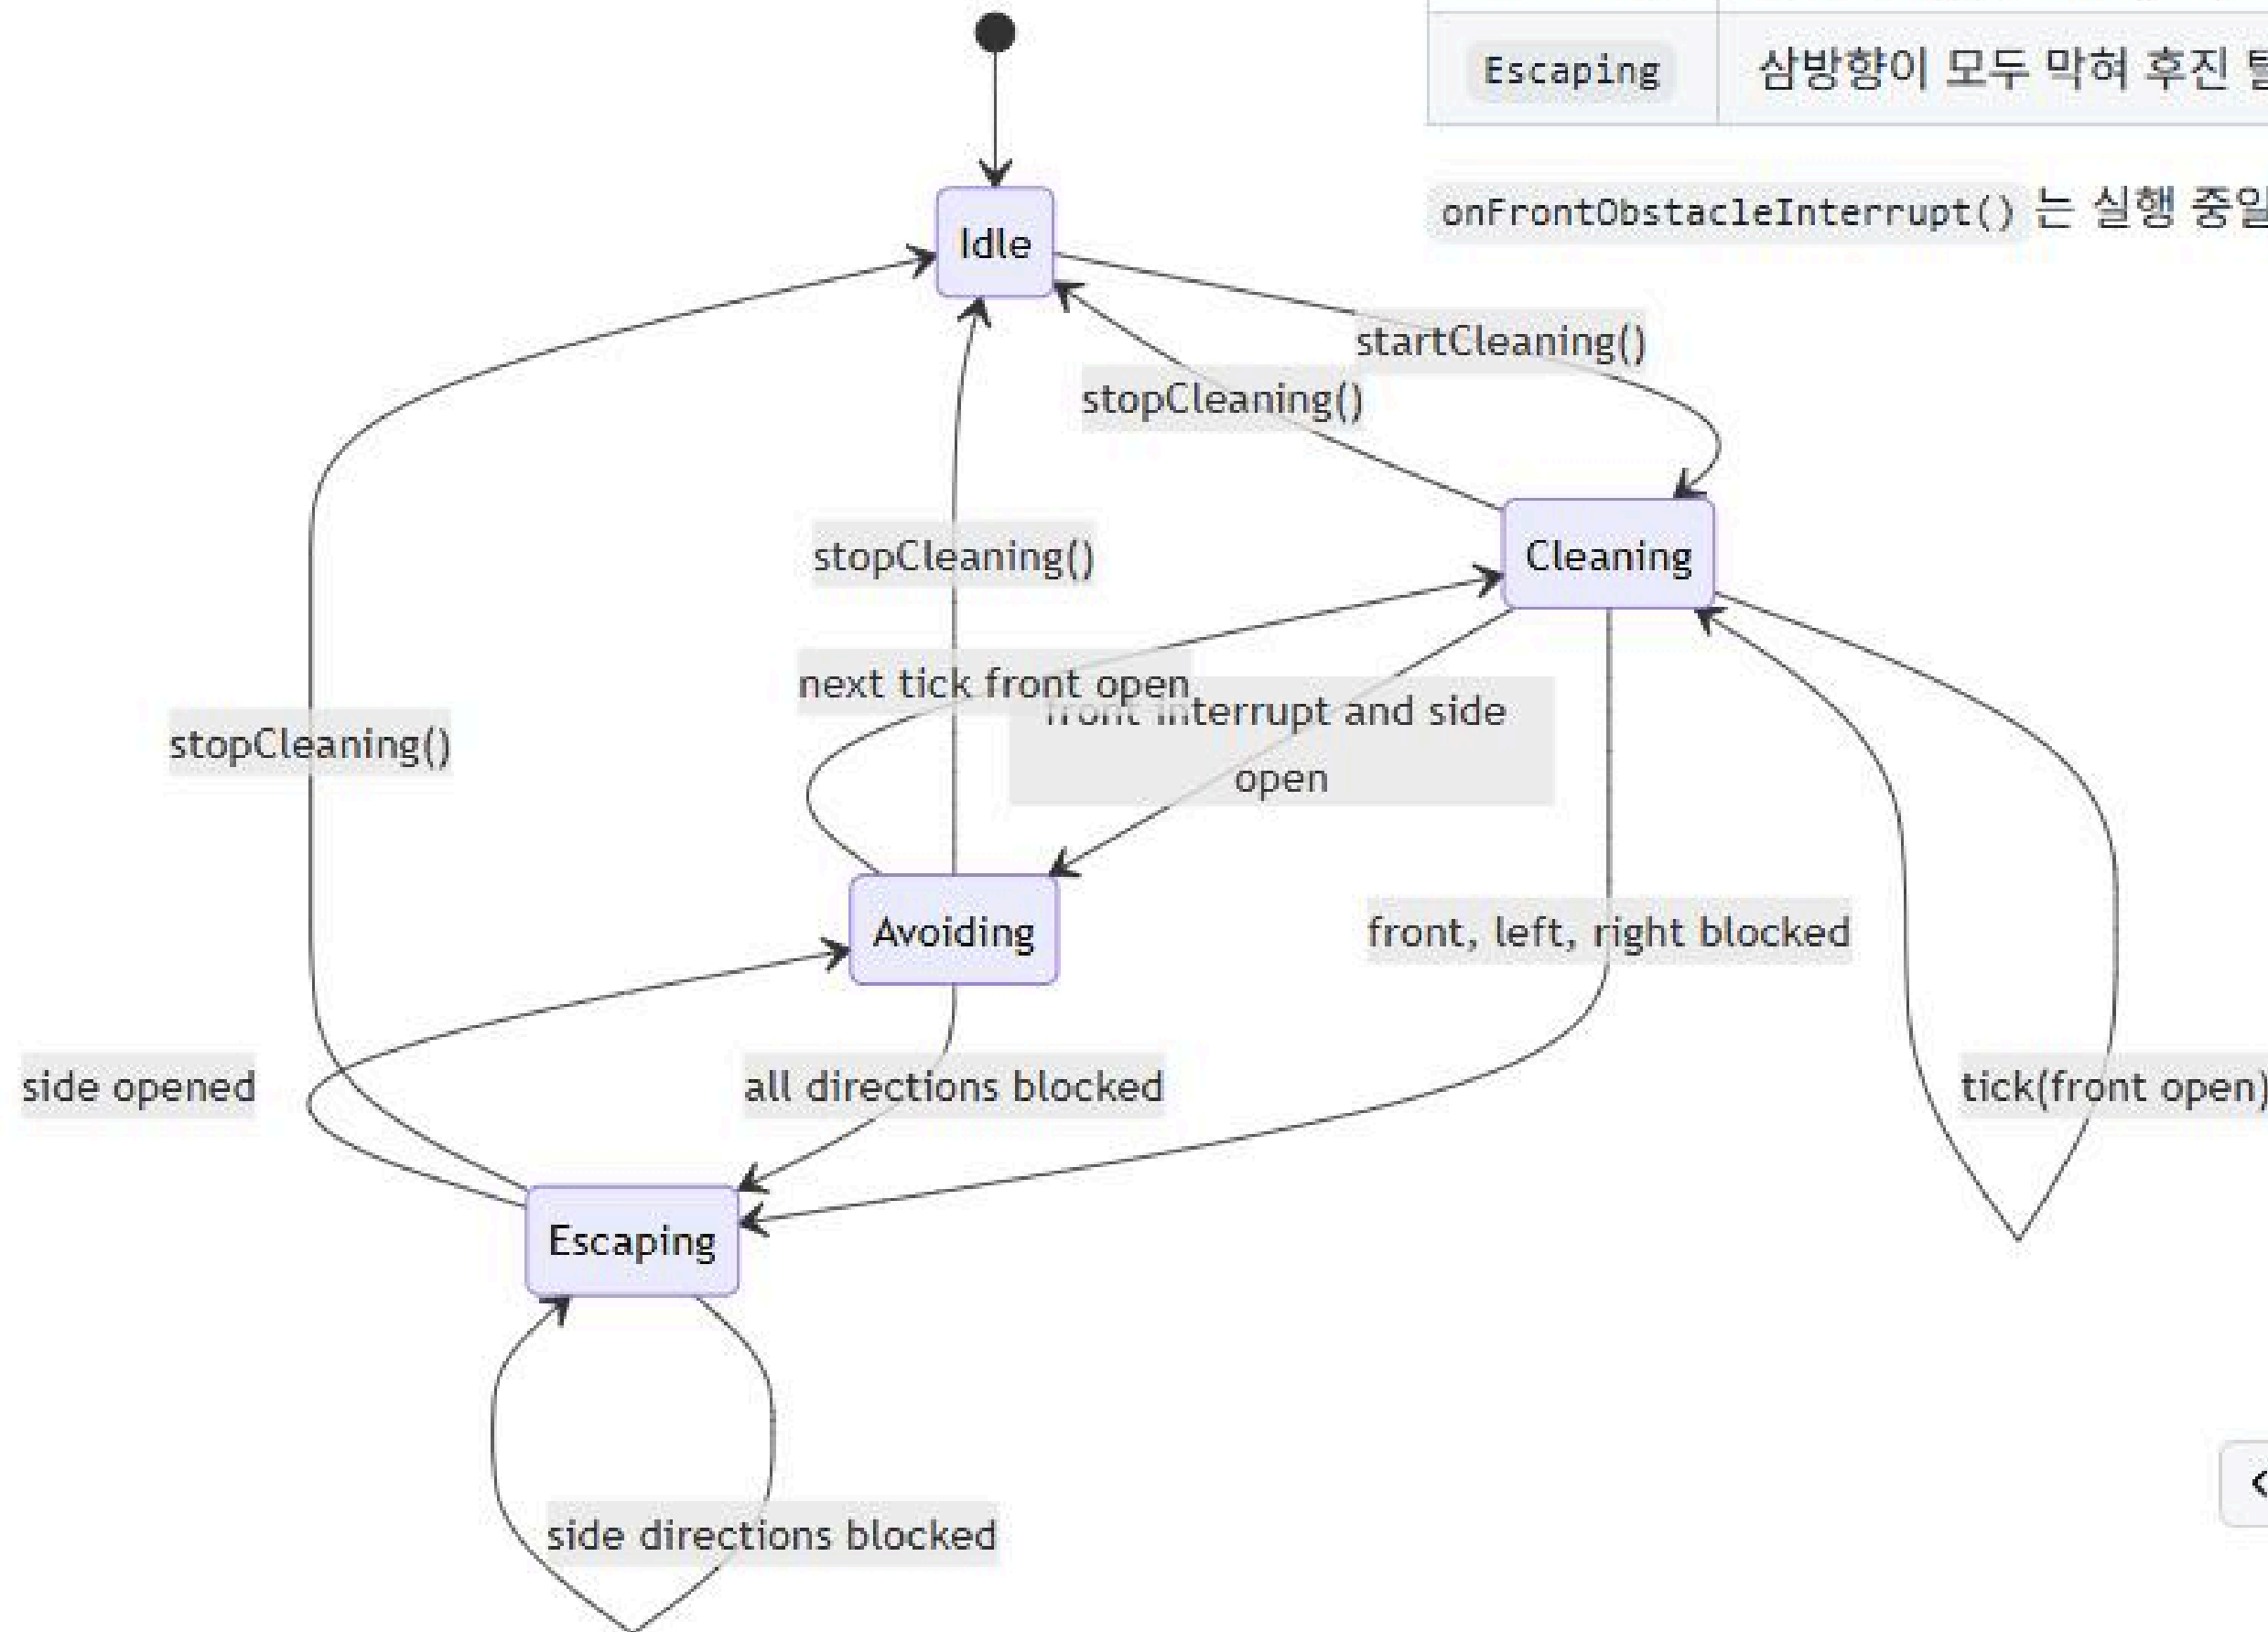 Escaping 삼방향이 모두 막혀 후진
onFrontObstacleInterrupt() 는 실행
Idle
startCleaning()
stopCleaning()
stopCleaning()
Cleaning
next tick front open
front interrupt and side
open
stopCleaning()
Avoiding
front, left, right blocked
side opened
all directions blocked
tick(front open)
Escaping
side directions blocked